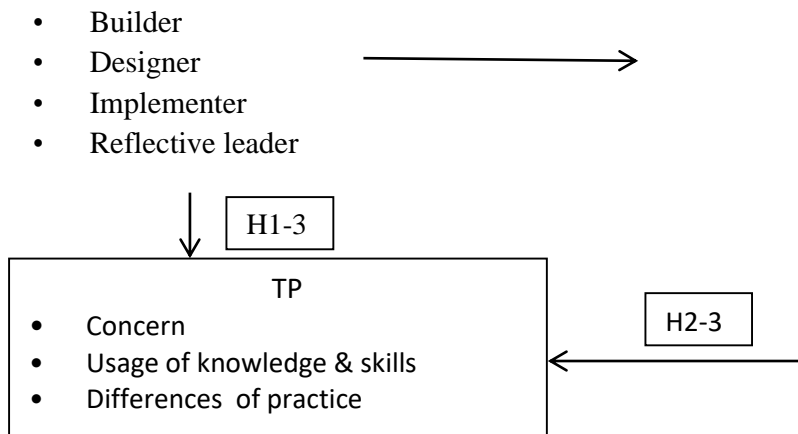 • Builder
• Designer
• Implementer
• Reflective leader
H1-3
TP
• Concern
• Usage of knowledge & skills
• Differences of practice
H2-3